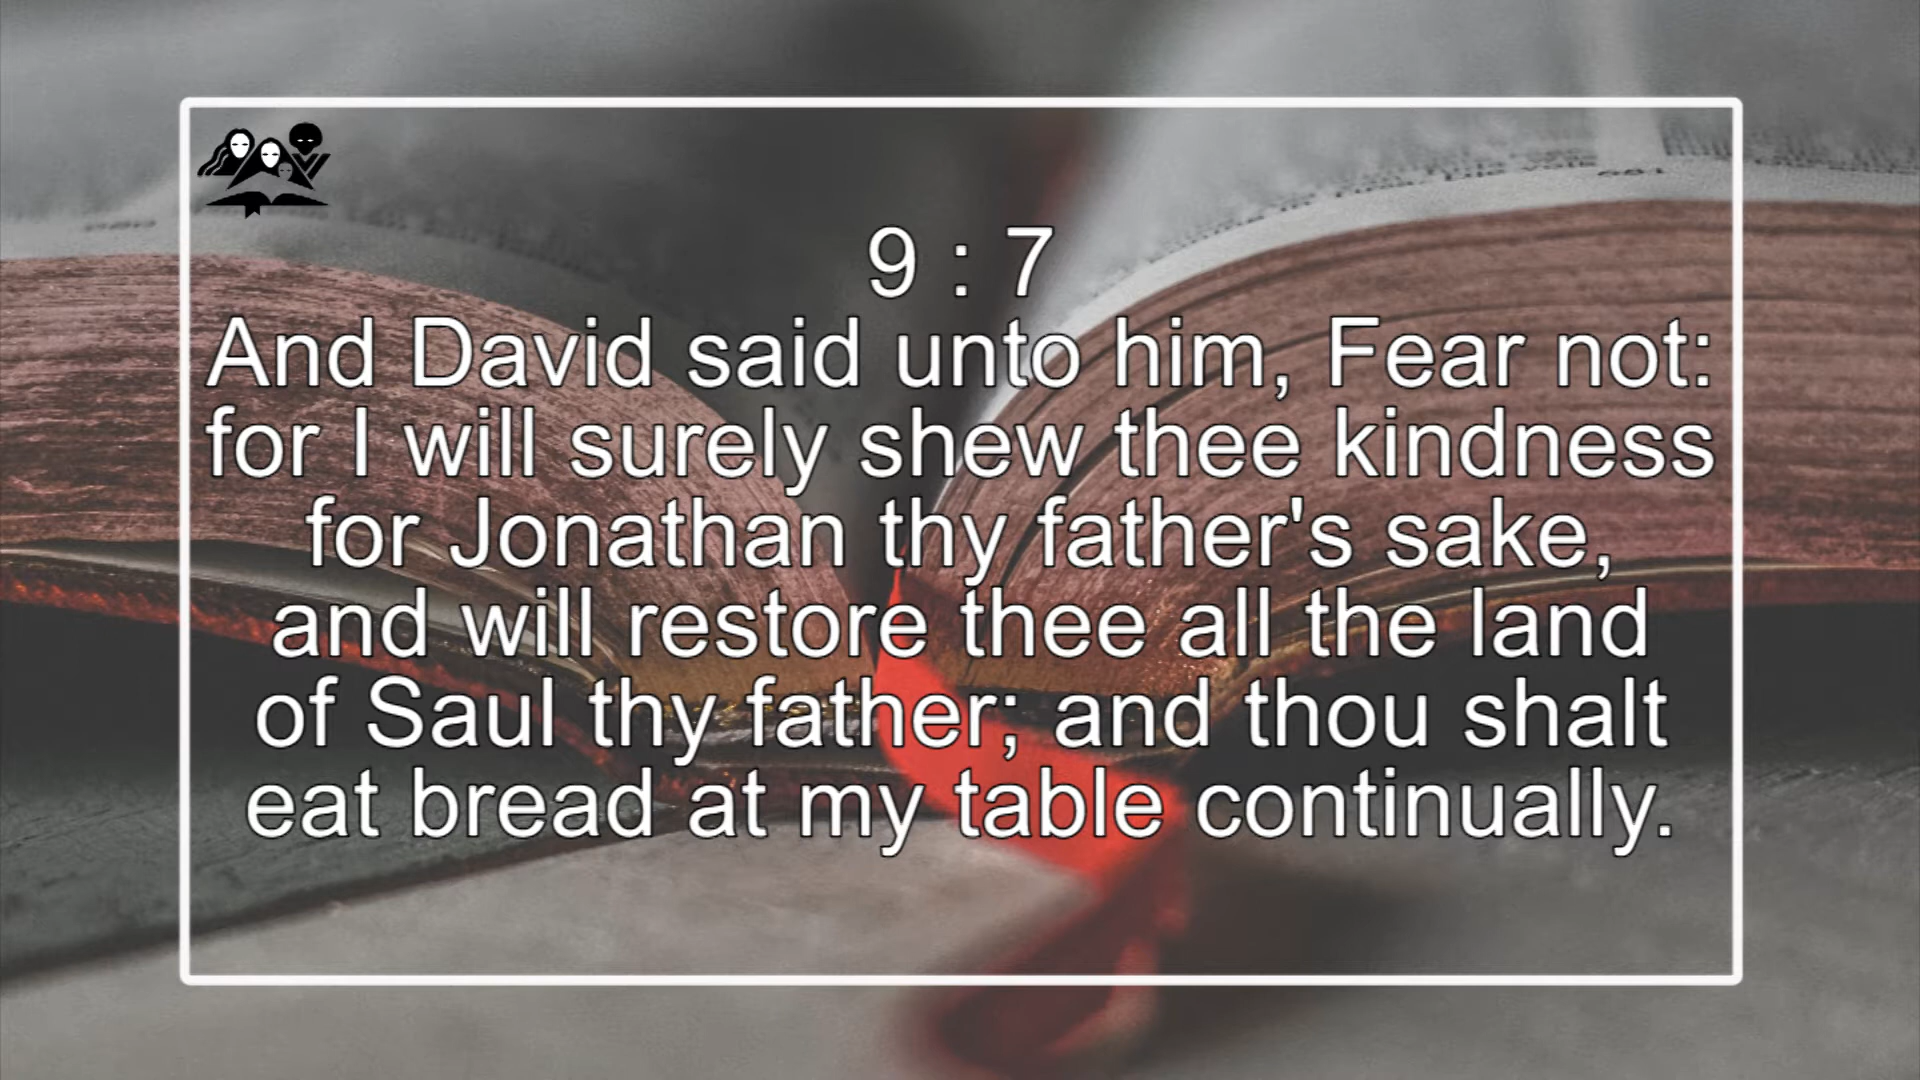 9 : 7
And David said unto him, Fear not:
for I will surely shew thee kindness
for Jonathan thy father's sake,
and will restore thee all the land
of Saul thy father; and thou shalt
eat bread at my table continually.